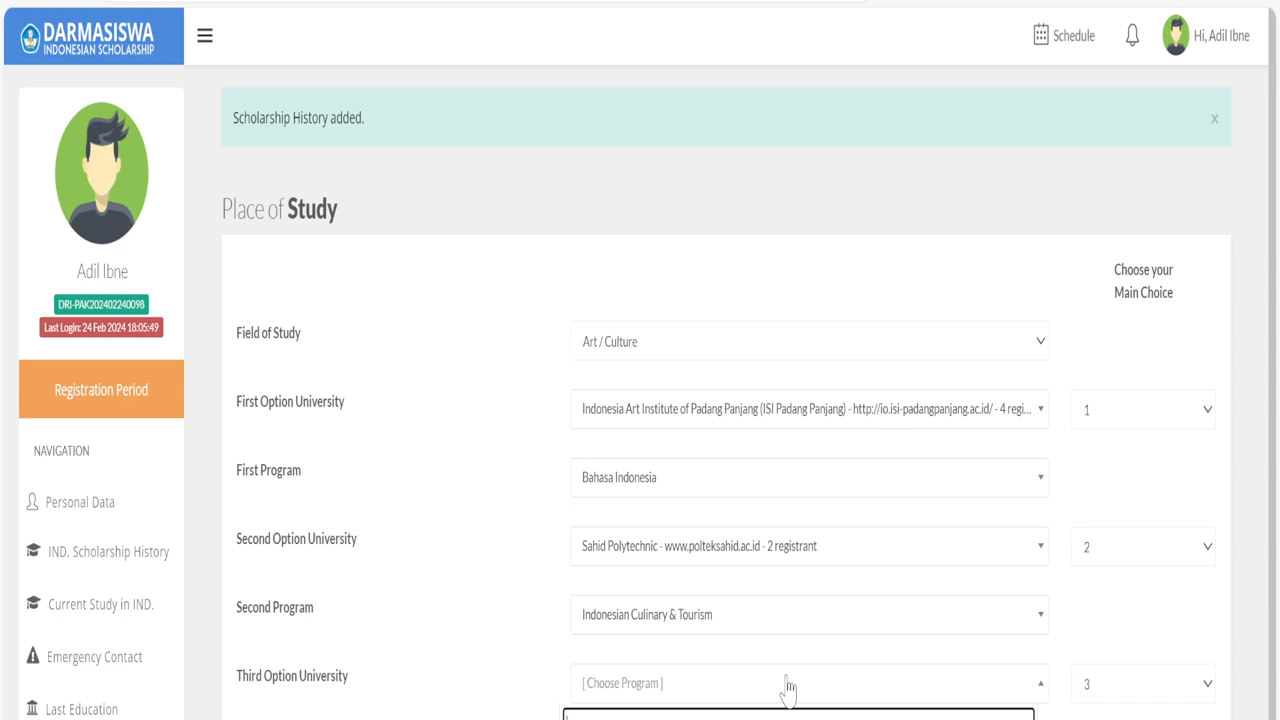 DARMASISWA
INDONESIAN SCHOLARSHIP
Schedule
Hi, Adil Ibne
Scholarship History added.
x
Place of Study
Adil Ibne
DRI-PAK202402240098
Last Login: 24 Feb 2024 18:05:49
Registration Period
NAVIGATION
Personal Data
IND. Scholarship History
Current Study in IND.
Emergency Contact
Last Education
Choose your
Main Choice
Field of Study
Art / Culture
First Option University
Indonesia Art Institute of Padang Panjang (ISI Padang Panjang) - http://io.isi-padangpanjang.ac.id/ - 4 regi...
1
First Program
Bahasa Indonesia
Second Option University
Sahid Polytechnic - www.polteksahid.ac.id - 2 registrant
2
Second Program
Indonesian Culinary & Tourism
Third Option University
[ Choose Program ]
3